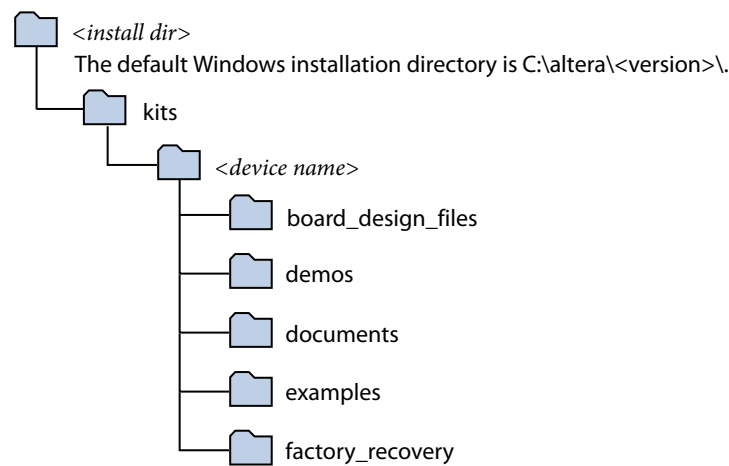 <install dir>
The default Windows installation directory is C:\altera\<version>\.
kits
<device name>
board_design_files
demos
documents
examples
factory_recovery